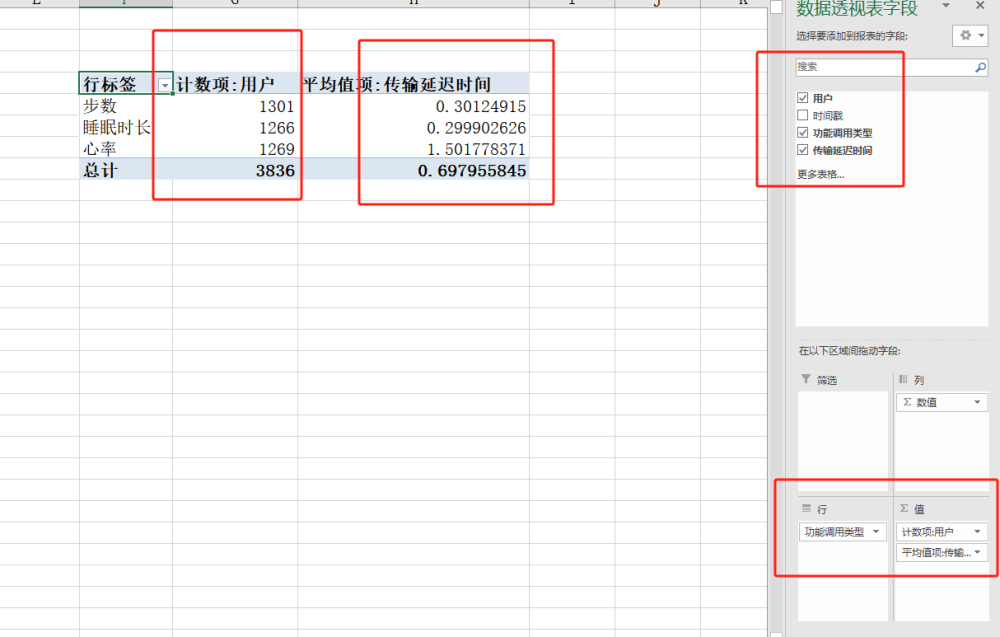 数据透视表字段
选择要添加到报表的字段:
搜索
行标签 计数项:用户 平均值项:传输延迟时间
步数 1301 0.30124915
睡眠时长 1266 0.299902626
心率 1269 1.501778371
总计 3836 0.697955845
用户
时间戳
功能调用类型
传输延迟时间
更多表格...
在以下区域间拖动字段:
筛选
列
Σ 数值
行
Σ 值
功能调用类型
计数项:用户
平均值项:传输...